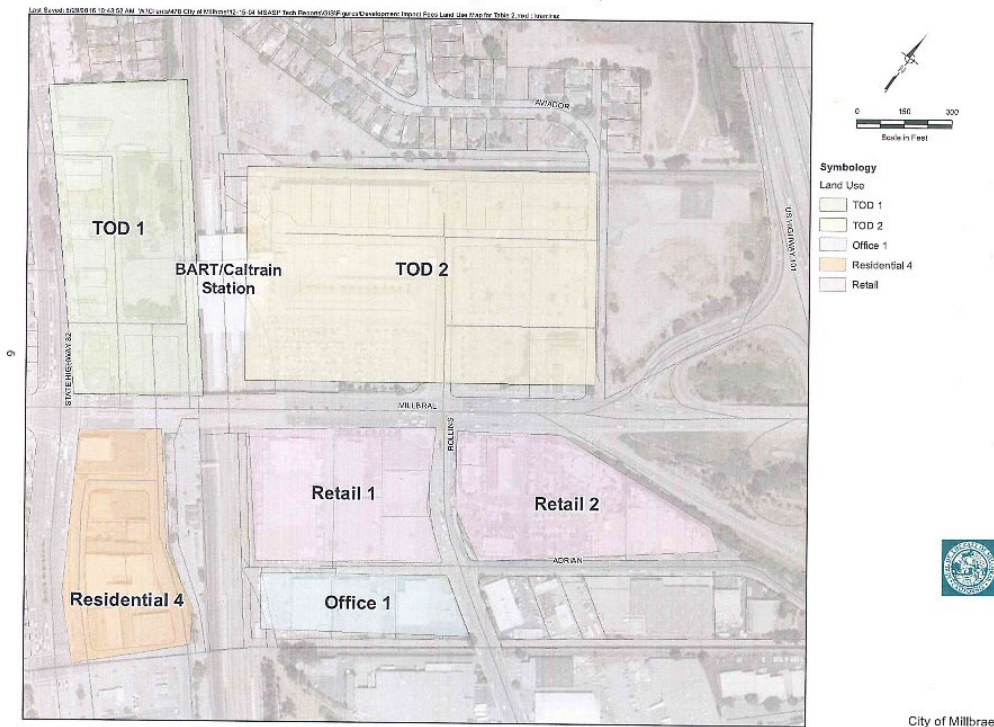 AVIADOR
0 150 300
Scale in Feet
Symbology
Land Use
TOD 1
TOD 2
Office 1
Residential 4
Retail
TOD 1
BART/Caltrain
Station
TOD 2
US HIGHWAY 101
STATE HIGHWAY 82
9
MILLBRAE
ROLLINS
Retail 1
Retail 2
ADRIAN
Residential 4
Office 1
City of Millbrae